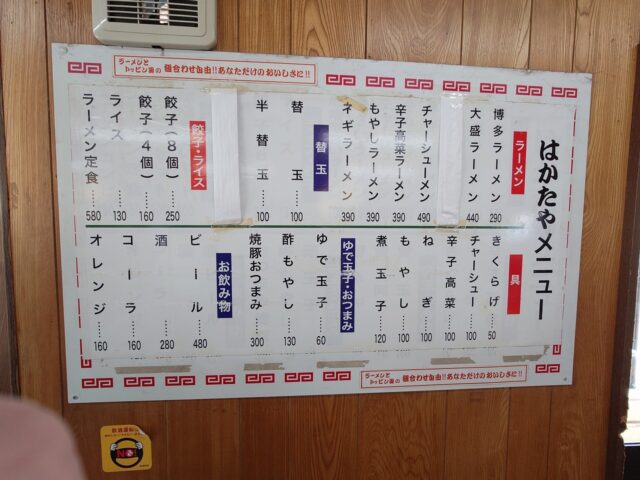 ラーメンと
トッピン具の 組合わせ自由!!あなただけのおいしさに!!
はかたやメニュー
ラーメン
博多ラーメン……290
大盛ラーメン……440
チャーシューメン……490
辛子高菜ラーメン……390
もやしラーメン……390
ネギラーメン 390
替玉
替玉……100
半替玉……100
餃子・ライス
餃子(8個)……250
餃子(4個)……160
ライス……130
ラーメン定食……580
具
きくらげ……50
チャーシュー……100
辛子高菜……100
ねぎ……100
もやし……100
煮玉子……120
ゆで玉子・おつまみ
ゆで玉子……60
酢もやし……130
焼豚おつまみ……300
お飲み物
ビール……480
酒……280
コーラ……160
オレンジ……160
ラーメンと
トッピン具の 組合わせ自由!!あなただけのおいしさに!!
飲酒運転
NO!